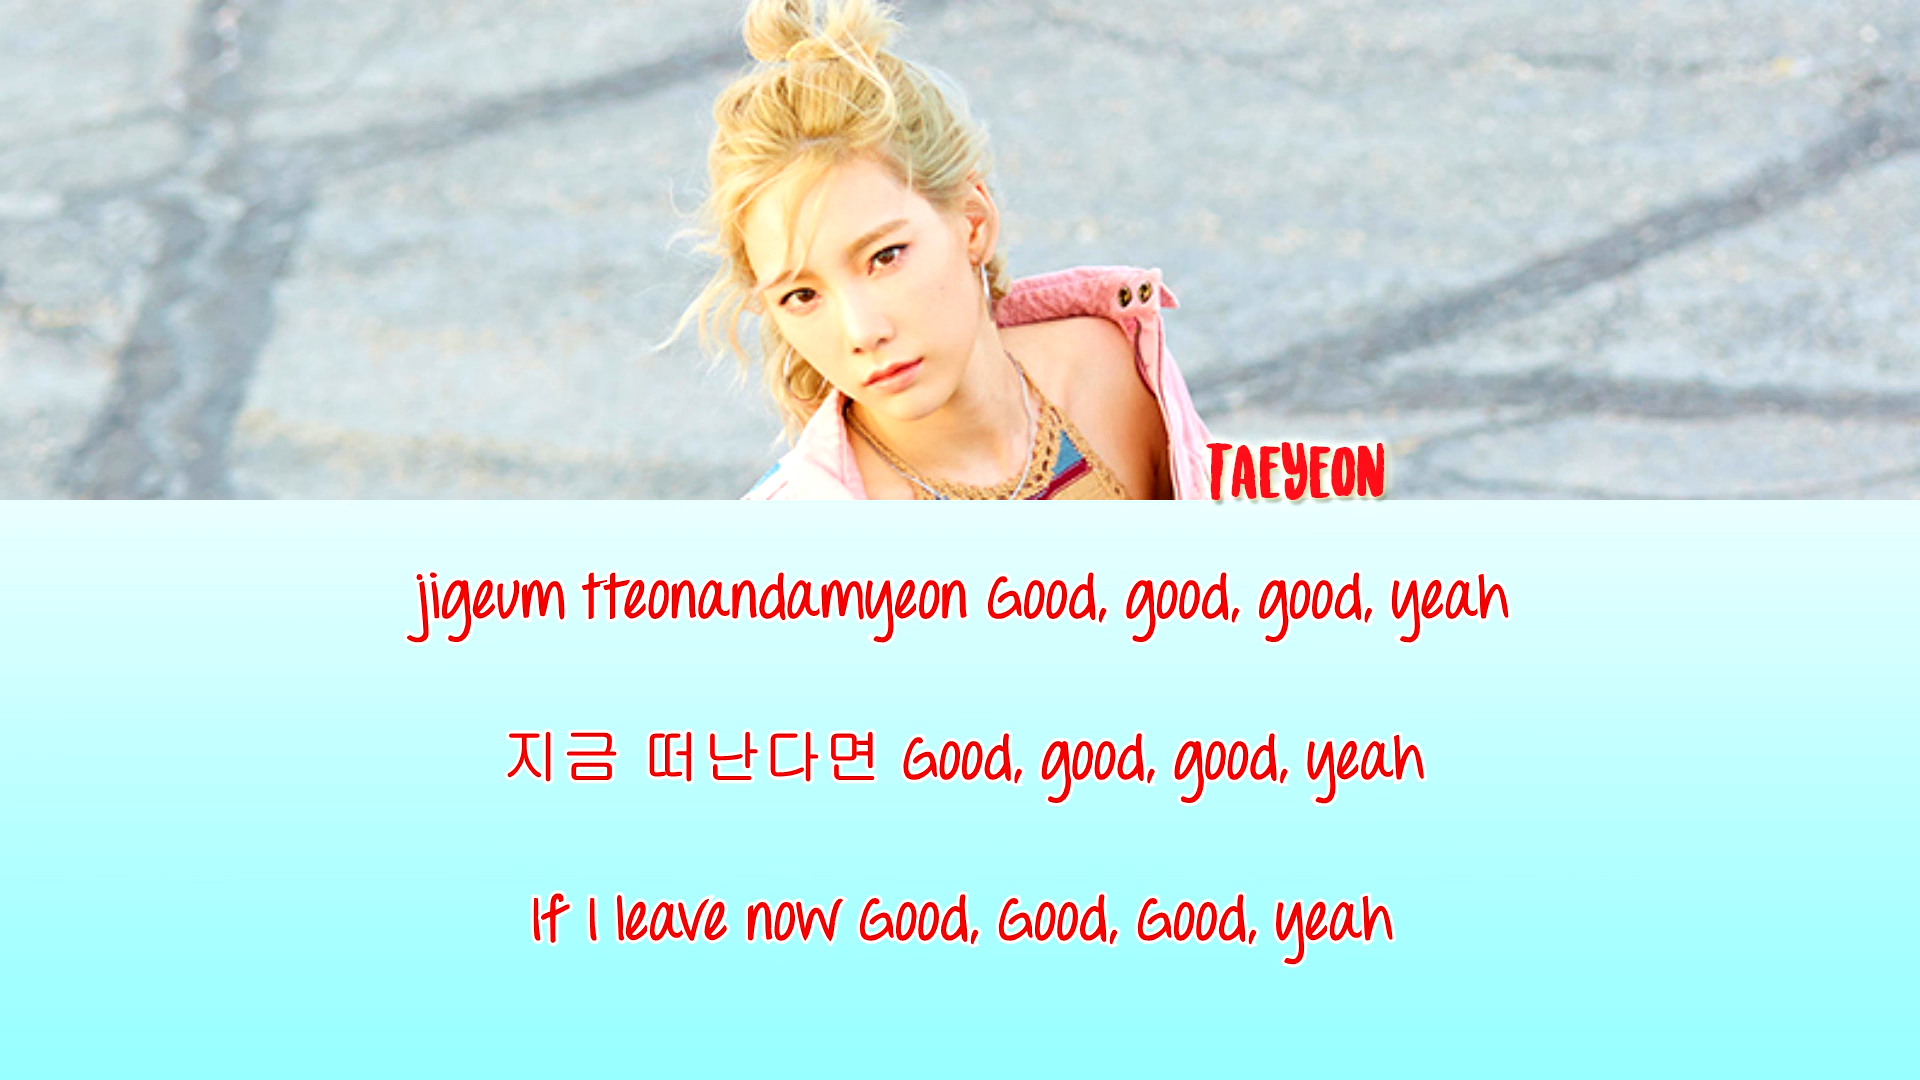 TAEYEON
jigeum tteonandamyeon Good, good, good, yeah
지금 떠난다면 Good, good, good, yeah
If I leave now Good, Good, Good, yeah